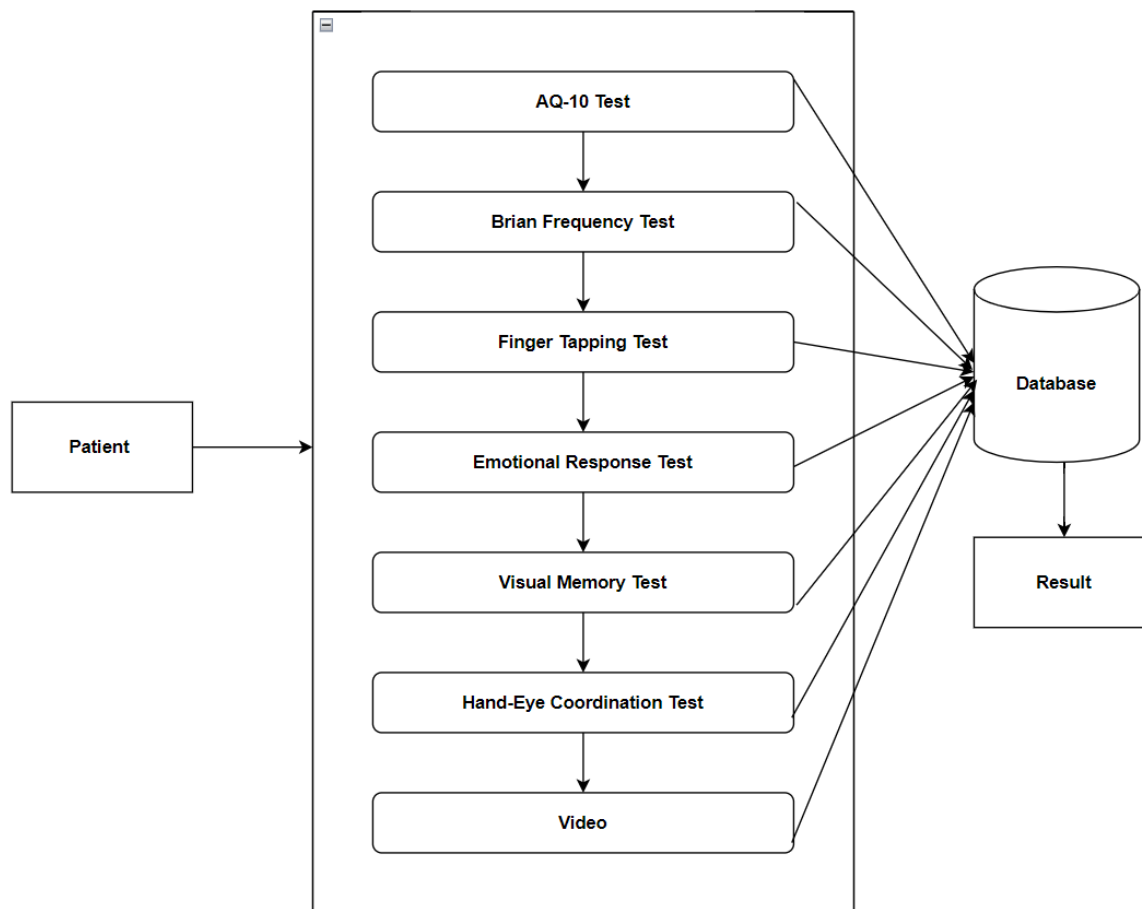 AQ-10 Test
Brian Frequency Test
Finger Tapping Test
Database
Patient
Emotional Response Test
Visual Memory Test
Result
Hand-Eye Coordination Test
Video